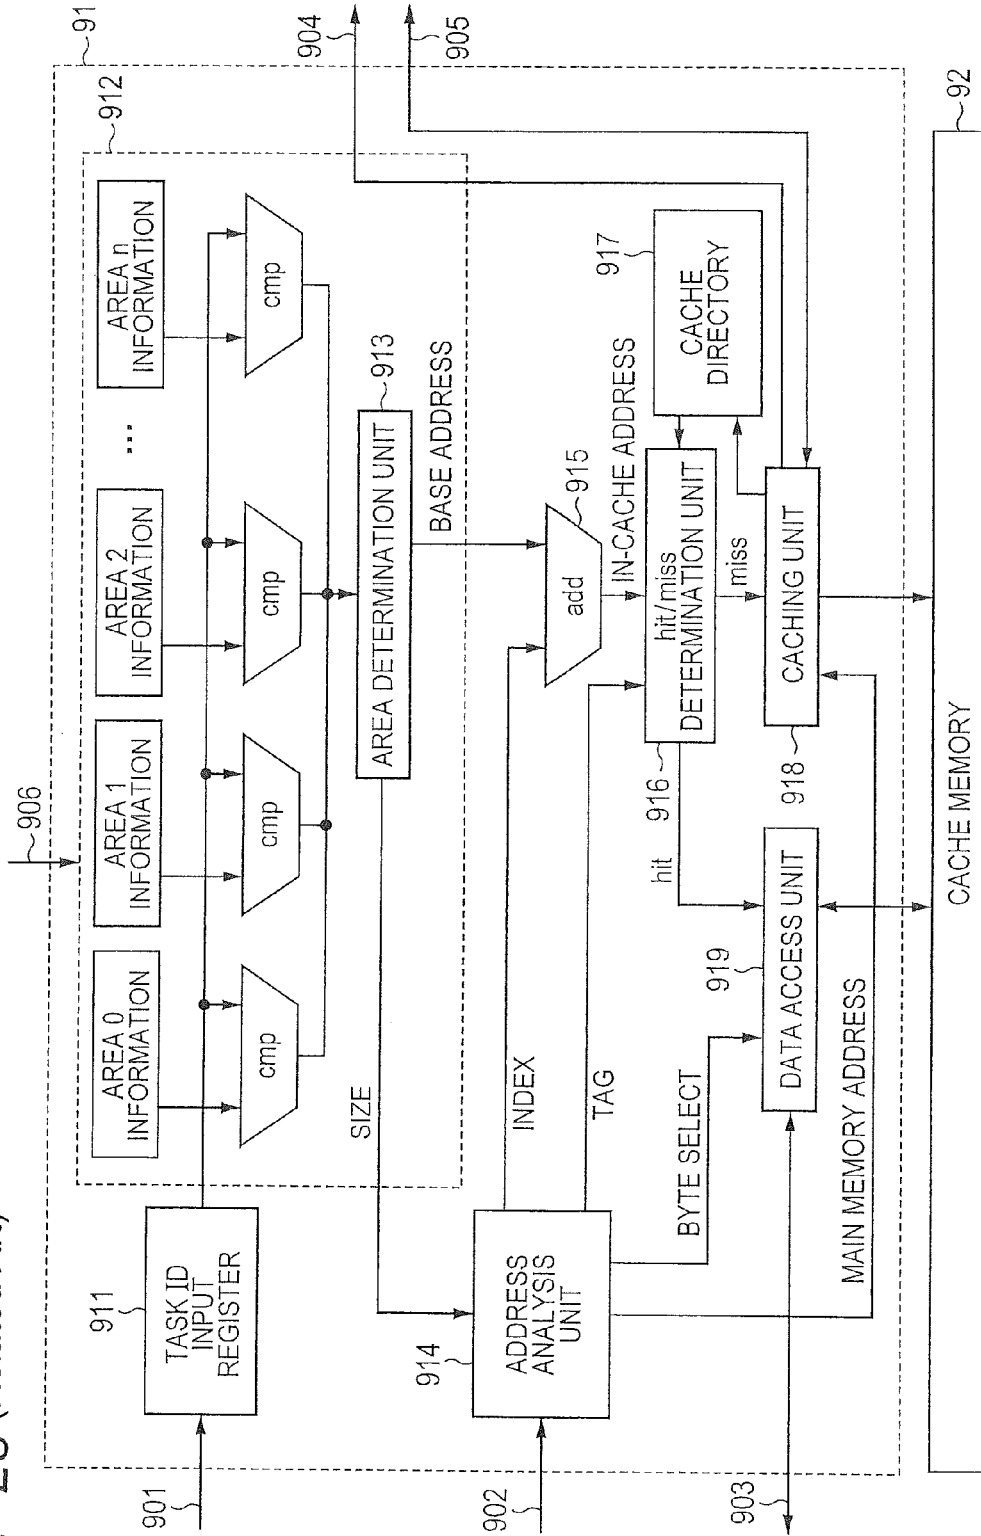 91
912
904
905
906
AREA 0
INFORMATION
AREA 1
INFORMATION
AREA 2
INFORMATION
...
AREA n
INFORMATION
cmp
cmp
cmp
cmp
911
TASK ID
INPUT
REGISTER
901
AREA DETERMINATION UNIT
913
SIZE
BASE ADDRESS
914
ADDRESS
ANALYSIS
UNIT
902
INDEX
TAG
add
915
IN-CACHE ADDRESS
hit/miss
DETERMINATION UNIT
916
CACHE
DIRECTORY
917
hit
miss
BYTE SELECT
919
DATA ACCESS UNIT
918
CACHING UNIT
903
MAIN MEMORY ADDRESS
CACHE MEMORY
92